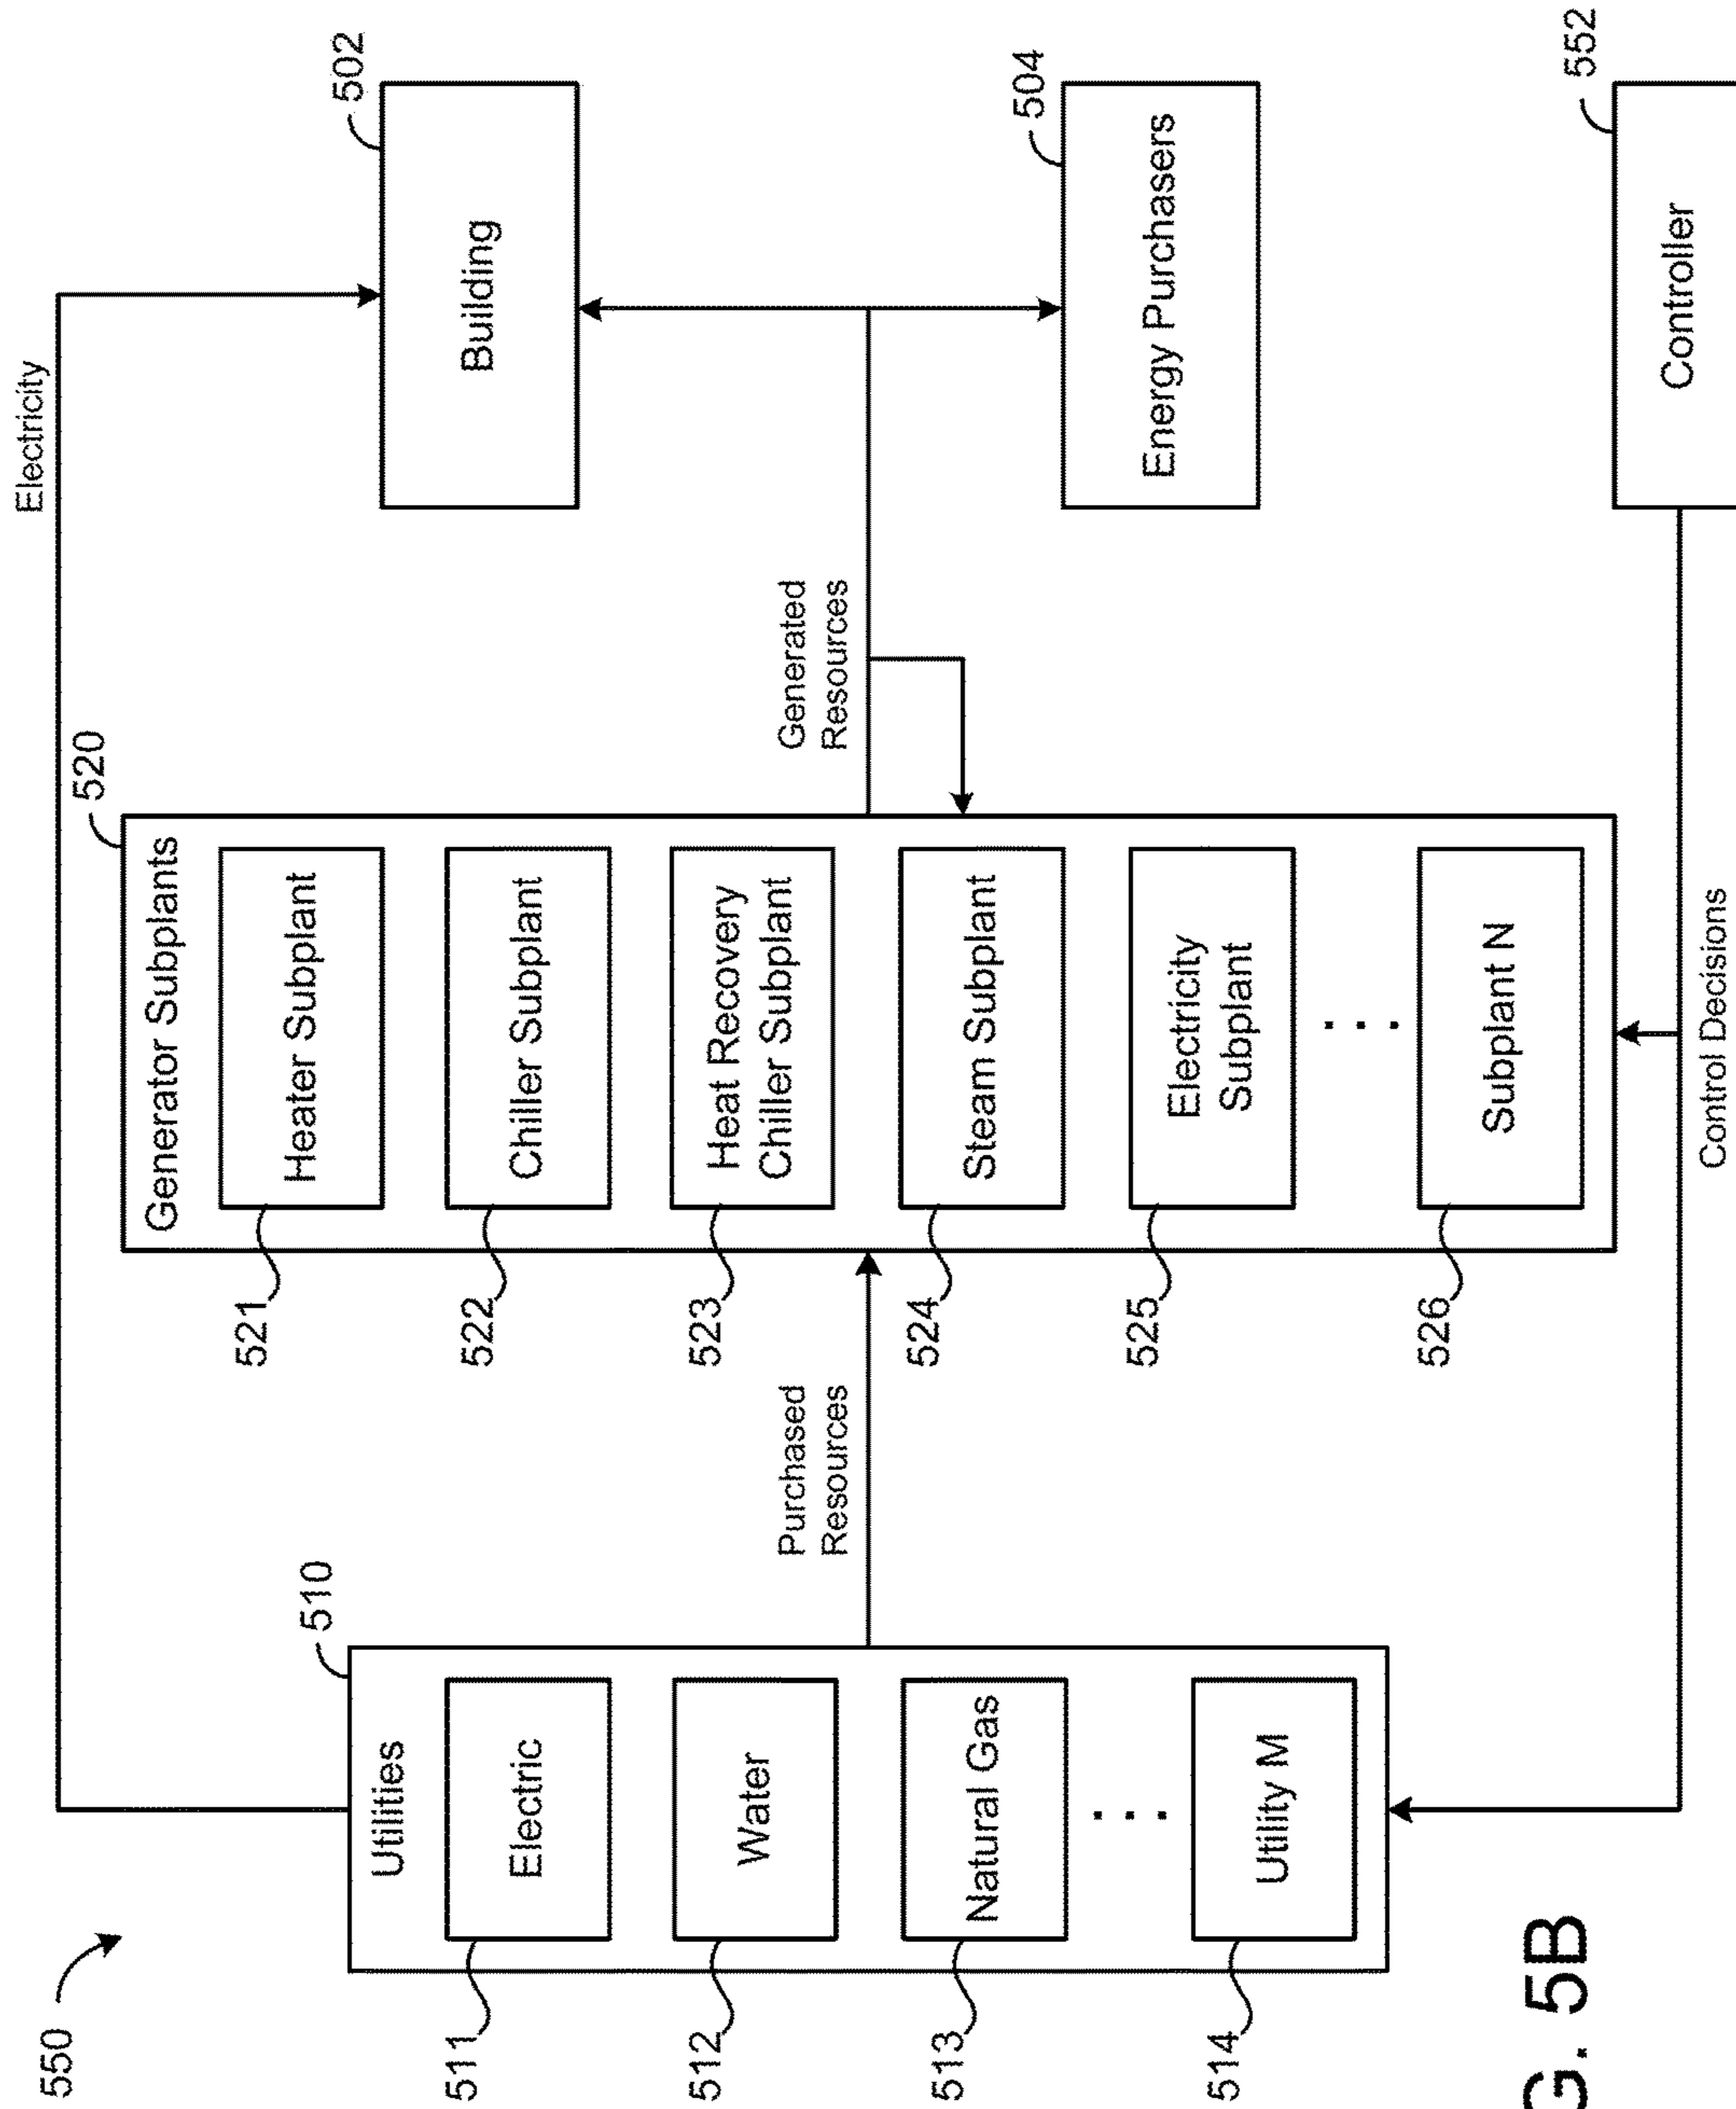 550
Electricity
510
Utilities
511
Electric
512
Water
513
Natural Gas
. . .
514
Utility M
Purchased
Resources
520
Generator Subplants
521
Heater Subplant
522
Chiller Subplant
523
Heat Recovery
Chiller Subplant
524
Steam Subplant
525
Electricity
Subplant
. . .
526
Subplant N
Generated
Resources
502
Building
504
Energy Purchasers
552
Controller
Control Decisions
G. 5B